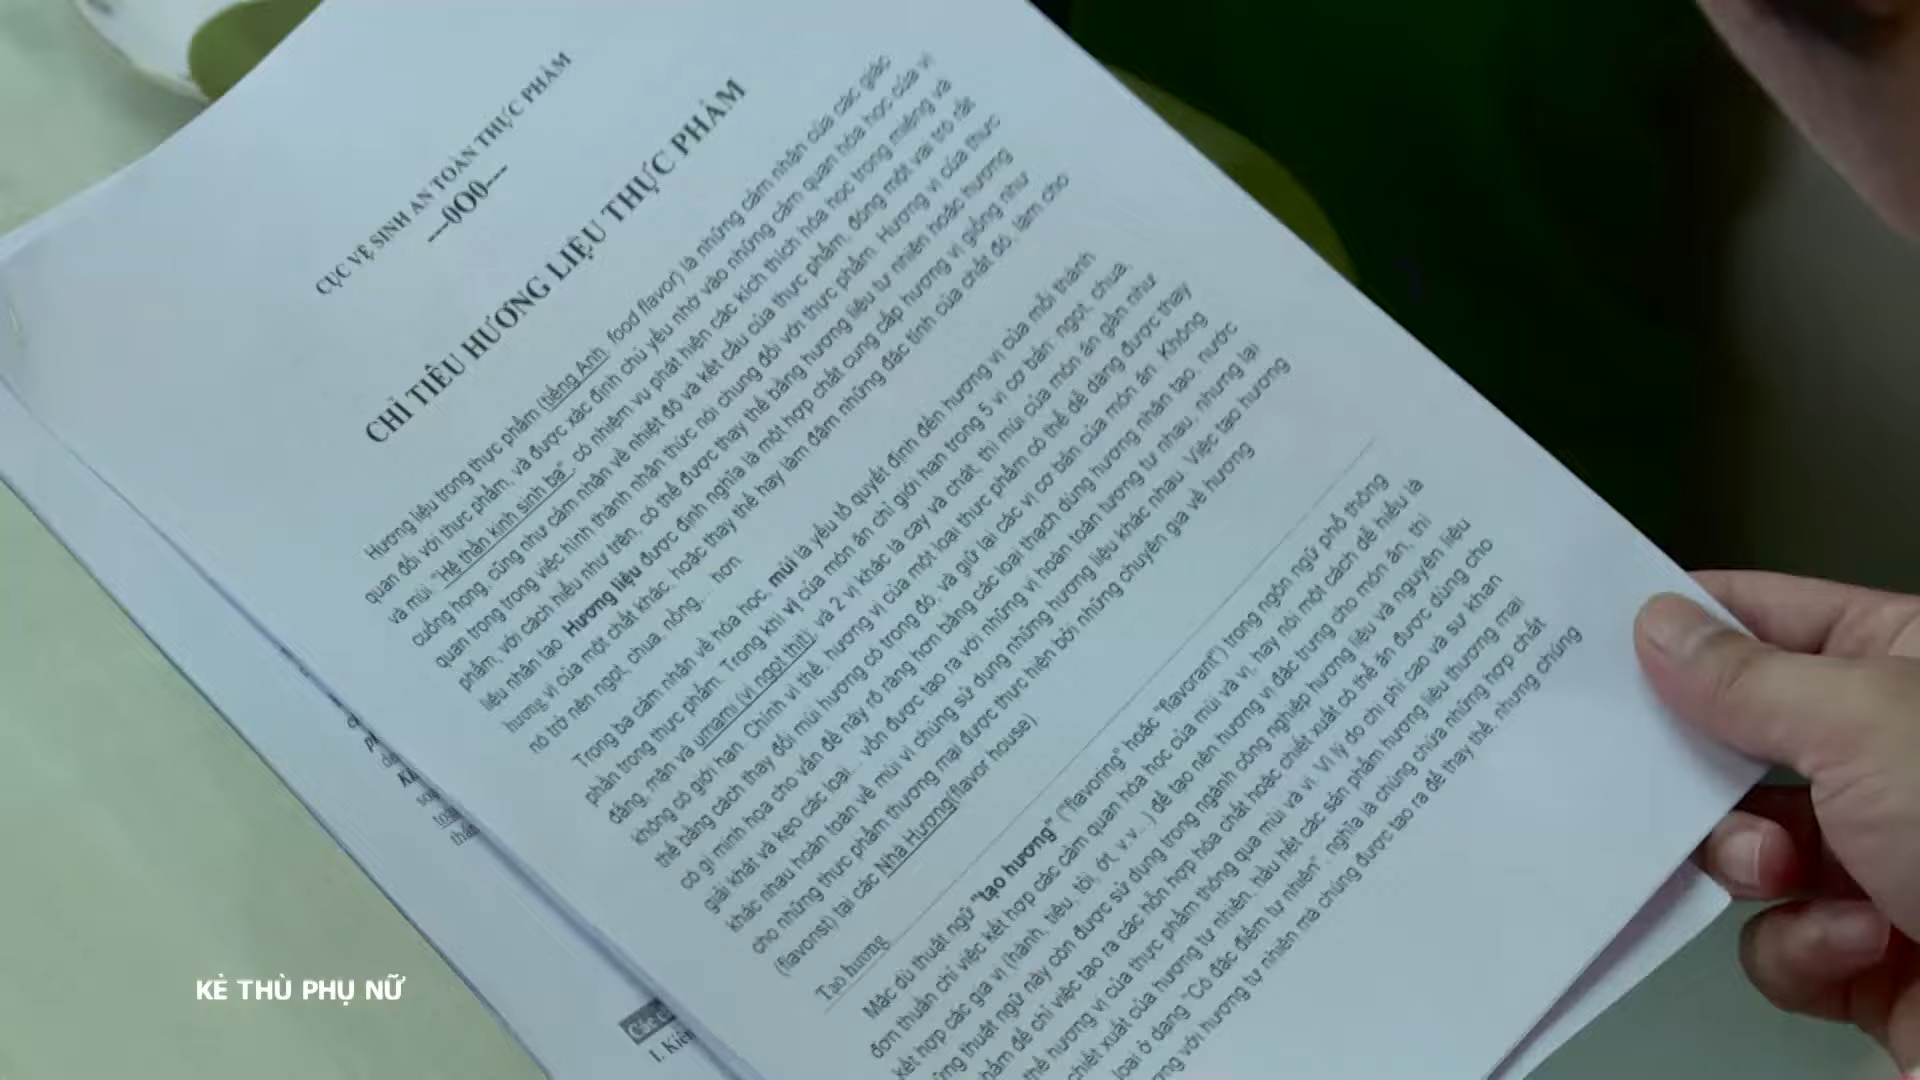 CỤC VỆ SINH AN TOÀN THỰC PHẨM
---0O0---
CHỈ TIÊU HƯƠNG LIỆU THỰC PHẨM
Hương liệu trong thực phẩm (tiếng Anh: food flavor) là những cảm nhận của các giác
quan đối với thực phẩm, và được xác định chủ yếu nhờ vào những cảm quan hóa học của vị
và mùi. "Hệ thần kinh sinh ba", có nhiệm vụ phát hiện các kích thích hóa học trong miệng và
cuống họng, cũng như cảm nhận về nhiệt độ và kết cấu của thực phẩm, đóng một vai trò rất
quan trọng trong việc hình thành nhận thức nói chung đối với thực phẩm. Hương vị của thực
phẩm, với cách hiểu như trên, có thể được thay thế bằng hương liệu tự nhiên hoặc hương
liệu nhân tạo. Hương liệu được định nghĩa là một hợp chất cung cấp hương vị giống như
hương vị của một chất khác, hoặc thay thế hay làm đậm những đặc tính của chất đó, làm cho
nó trở nên ngọt, chua, nồng,... hơn.
Trong ba cảm nhận về hóa học, mùi là yếu tố quyết định đến hương vị của mỗi thành
phần trong thực phẩm. Trong khi vị của món ăn chỉ giới hạn trong 5 vị cơ bản: ngọt, chua,
đắng, mặn và umami (vị ngọt thịt), và 2 vị khác là cay và chát, thì mùi của món ăn gần như
không có giới hạn. Chính vì thế, hương vị của một loại thực phẩm có thể dễ dàng được thay
thế bằng cách thay đổi mùi hương có trong đó, và giữ lại các vị cơ bản của món ăn. Không
có gì minh họa cho vấn đề này rõ ràng hơn bằng các loại thạch dùng hương nhân tạo, nước
giải khát và kẹo các loại... vốn được tạo ra với những vị hoàn toàn tương tự nhau, nhưng lại
khác nhau hoàn toàn về mùi vì chúng sử dụng những hương liệu khác nhau. Việc tạo hương
cho những thực phẩm thương mại được thực hiện bởi những chuyên gia về hương
(flavorist) tại các Nhà Hương(flavor house)
Tạo hương
Mặc dù thuật ngữ "tạo hương" ("flavoring" hoặc "flavorant") trong ngôn ngữ phổ thông
đơn thuần chỉ việc kết hợp các cảm quan hóa học của mùi và vị, hay nói một cách dễ hiểu là
kết hợp các gia vị (hành, tiêu, tỏi, ớt, v.v...) để tạo nên hương vị đặc trưng cho món ăn, thì
thuật ngữ này còn được sử dụng trong ngành công nghiệp hương liệu và nguyên liệu
để chỉ việc tạo ra các hỗn hợp hóa chất hoặc chiết xuất có thể ăn được dùng cho
hương vị của thực phẩm thông qua mùi và vị. Vì lý do chi phí cao và sự khan
chiết xuất của hương tự nhiên, hầu hết các sản phẩm hương liệu thương mại
loại ở dạng "Có đặc điểm tự nhiên", nghĩa là chúng chứa những hợp chất
với hương tự nhiên mà chúng được tạo ra để thay thế, nhưng chúng
1. Kiể
KẺ THÙ PHỤ NỮ